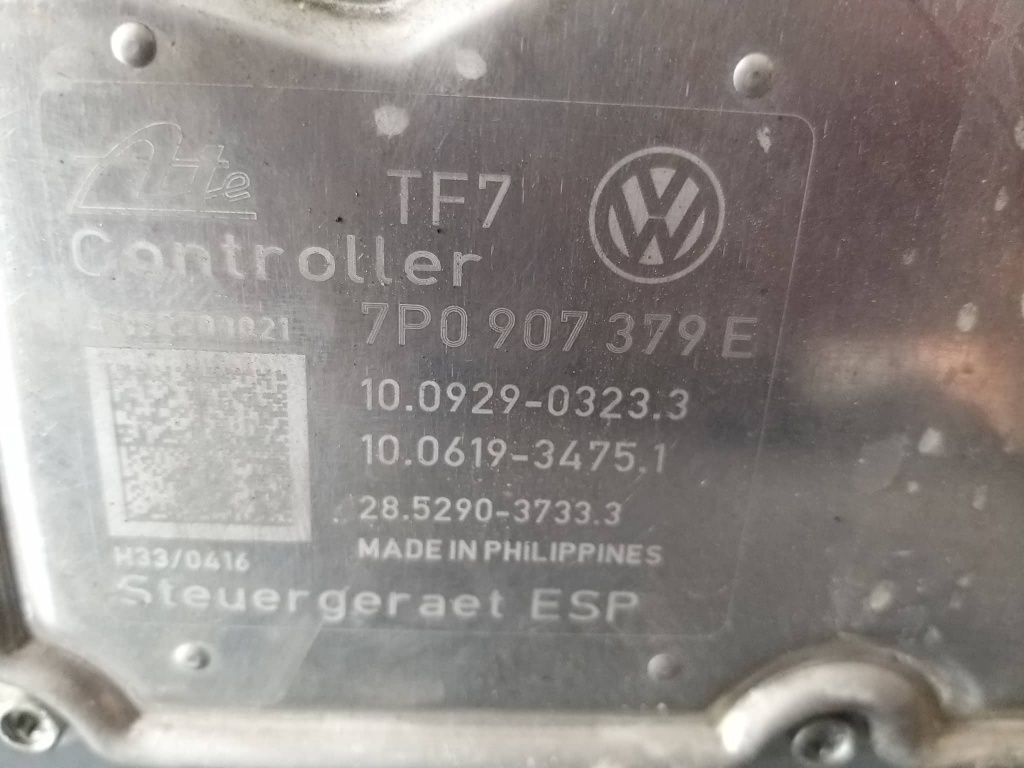 Ate
TF7
Controller
7P0 907 379 E
10.0929-0323.3
10.0619-3475.1
28.5290-3733.3
H33/0416
MADE IN PHILIPPINES
Steuergeraet ESP